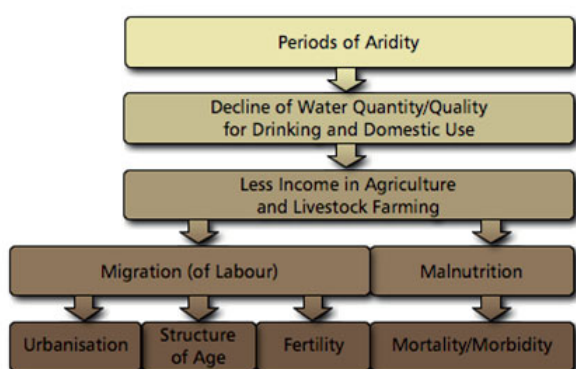 Periods of Aridity
Decline of Water Quantity/Quality
for Drinking and Domestic Use
Less Income in Agriculture
and Livestock Farming
Migration (of Labour)
Malnutrition
Urbanisation
Structure
of Age
Fertility
Mortality/Morbidity